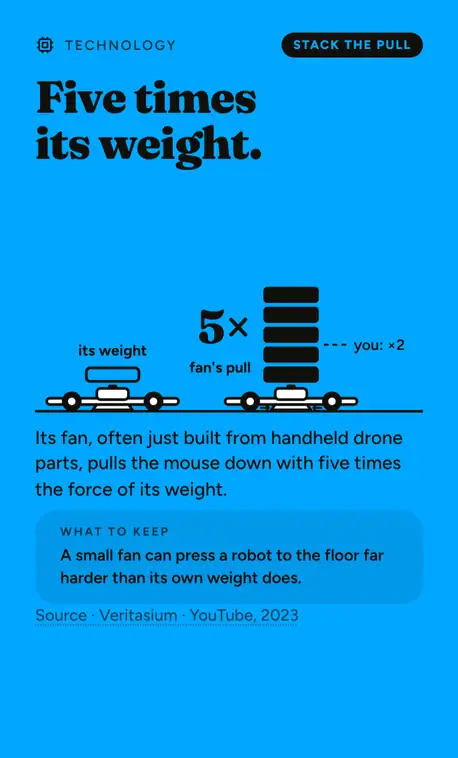 TECHNOLOGY
STACK THE PULL
Five times
its weight.
5×
its weight
fan's pull
you: ×2
Its fan, often just built from handheld drone
parts, pulls the mouse down with five times
the force of its weight.
WHAT TO KEEP
A small fan can press a robot to the floor far
harder than its own weight does.
Source · Veritasium · YouTube, 2023